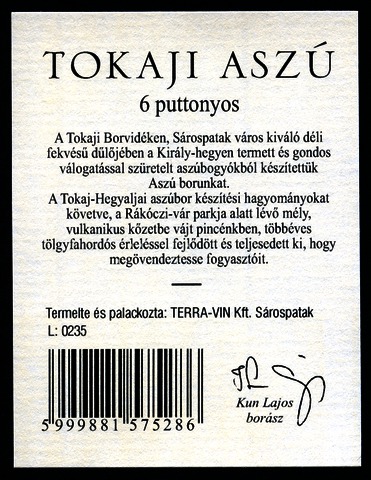 TOKAJI ASZÚ
6 puttonyos
A Tokaji Borvidéken, Sárospatak város kiváló déli
fekvésű dűlőjében a Király-hegyen termett és gondos
válogatással szüretelt aszúbogyókból készítettük
Aszú borunkat.
A Tokaj-Hegyaljai aszúbor készítési hagyományokat
követve, a Rákóczi-vár parkja alatt lévő mély,
vulkanikus kőzetbe vájt pincénkben, többéves
tölgyfahordós érleléssel fejlődött és teljesedett ki, hogy
megövendeztesse fogyasztóit.
Termelte és palackozta: TERRA-VIN Kft. Sárospatak
L: 0235
5 999881 575286
Kun Lajos
borász